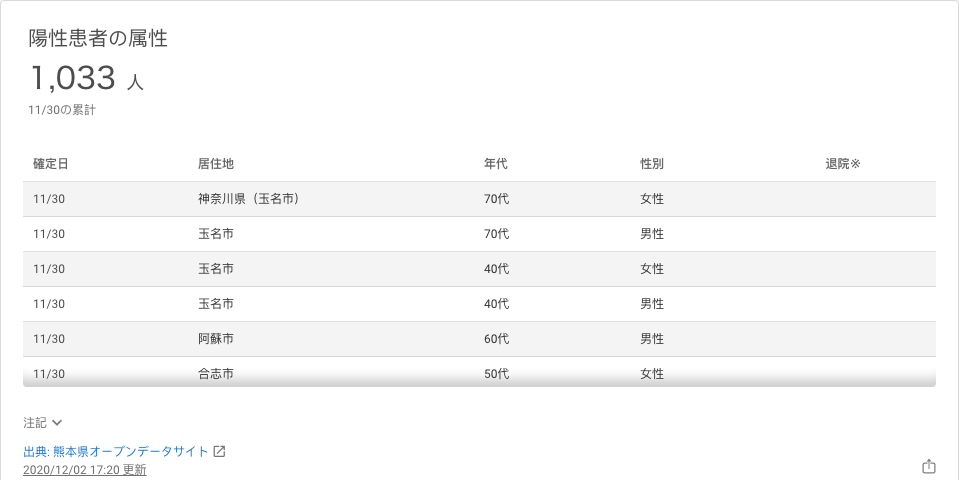 陽性患者の属性
1,033 人
11/30の累計
確定日 居住地 年代 性別 退院※
11/30 神奈川県（玉名市） 70代 女性
11/30 玉名市 70代 男性
11/30 玉名市 40代 女性
11/30 玉名市 40代 男性
11/30 阿蘇市 60代 男性
11/30 合志市 50代 女性
注記
出典: 熊本県オープンデータサイト
2020/12/02 17:20 更新